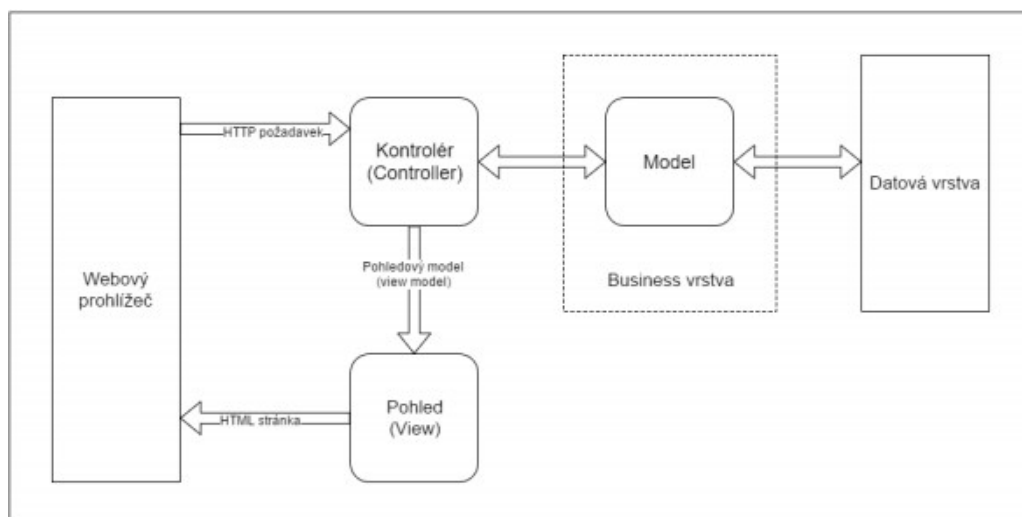 HTTP požadavek
Kontrolér
(Controller)
Model
Datová vrstva
Pohledový model
(view model)
Business vrstva
Webový
prohlížeč
HTML stránka
Pohled
(View)